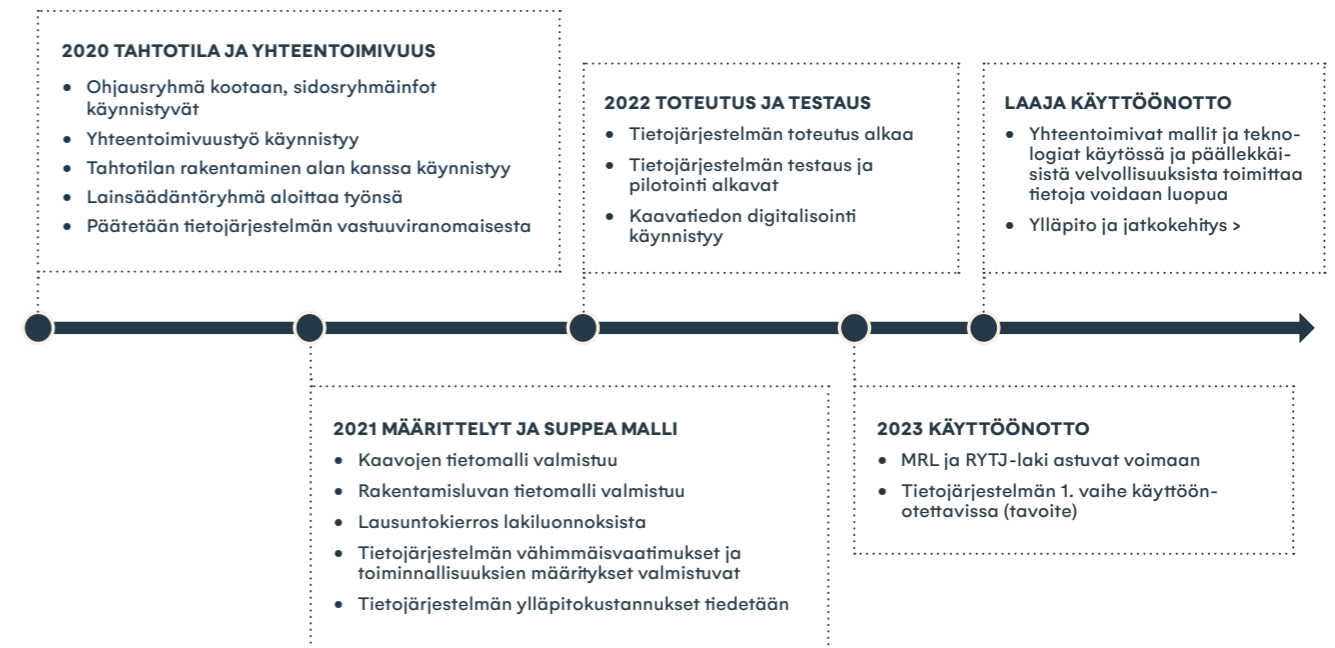 2020 TAHTOTILA JA YHTEENTOIMIVUUS
• Ohjausryhmä kootaan, sidosryhmäinfot
käynnistyvät
• Yhteentoimivuustyö käynnistyy
• Tahtotilan rakentaminen alan kanssa käynnistyy
• Lainsäädäntöryhmä aloittaa työnsä
• Päätetään tietojärjestelmän vastuuviranomaisesta
2021 MÄÄRITTELYT JA SUPPEA MALLI
• Kaavojen tietomalli valmistuu
• Rakentamisluvan tietomalli valmistuu
• Lausuntokierros lakiluonnoksista
• Tietojärjestelmän vähimmäisvaatimukset ja
toiminnallisuuksien määritykset valmistuvat
• Tietojärjestelmän ylläpitokustannukset tiedetään
2022 TOTEUTUS JA TESTAUS
• Tietojärjestelmän toteutus alkaa
• Tietojärjestelmän testaus ja
pilotointi alkavat
• Kaavatiedon digitalisointi
käynnistyy
2023 KÄYTTÖÖNOTTO
• MRL ja RYTJ-laki astuvat voimaan
• Tietojärjestelmän 1. vaihe käyttöön-
otettavissa (tavoite)
LAAJA KÄYTTÖÖNOTTO
• Yhteentoimivat mallit ja tekno-
logiat käytössä ja päällekkäi-
sistä velvollisuuksista toimittaa
tietoja voidaan luopua
• Ylläpito ja jatkokehitys >